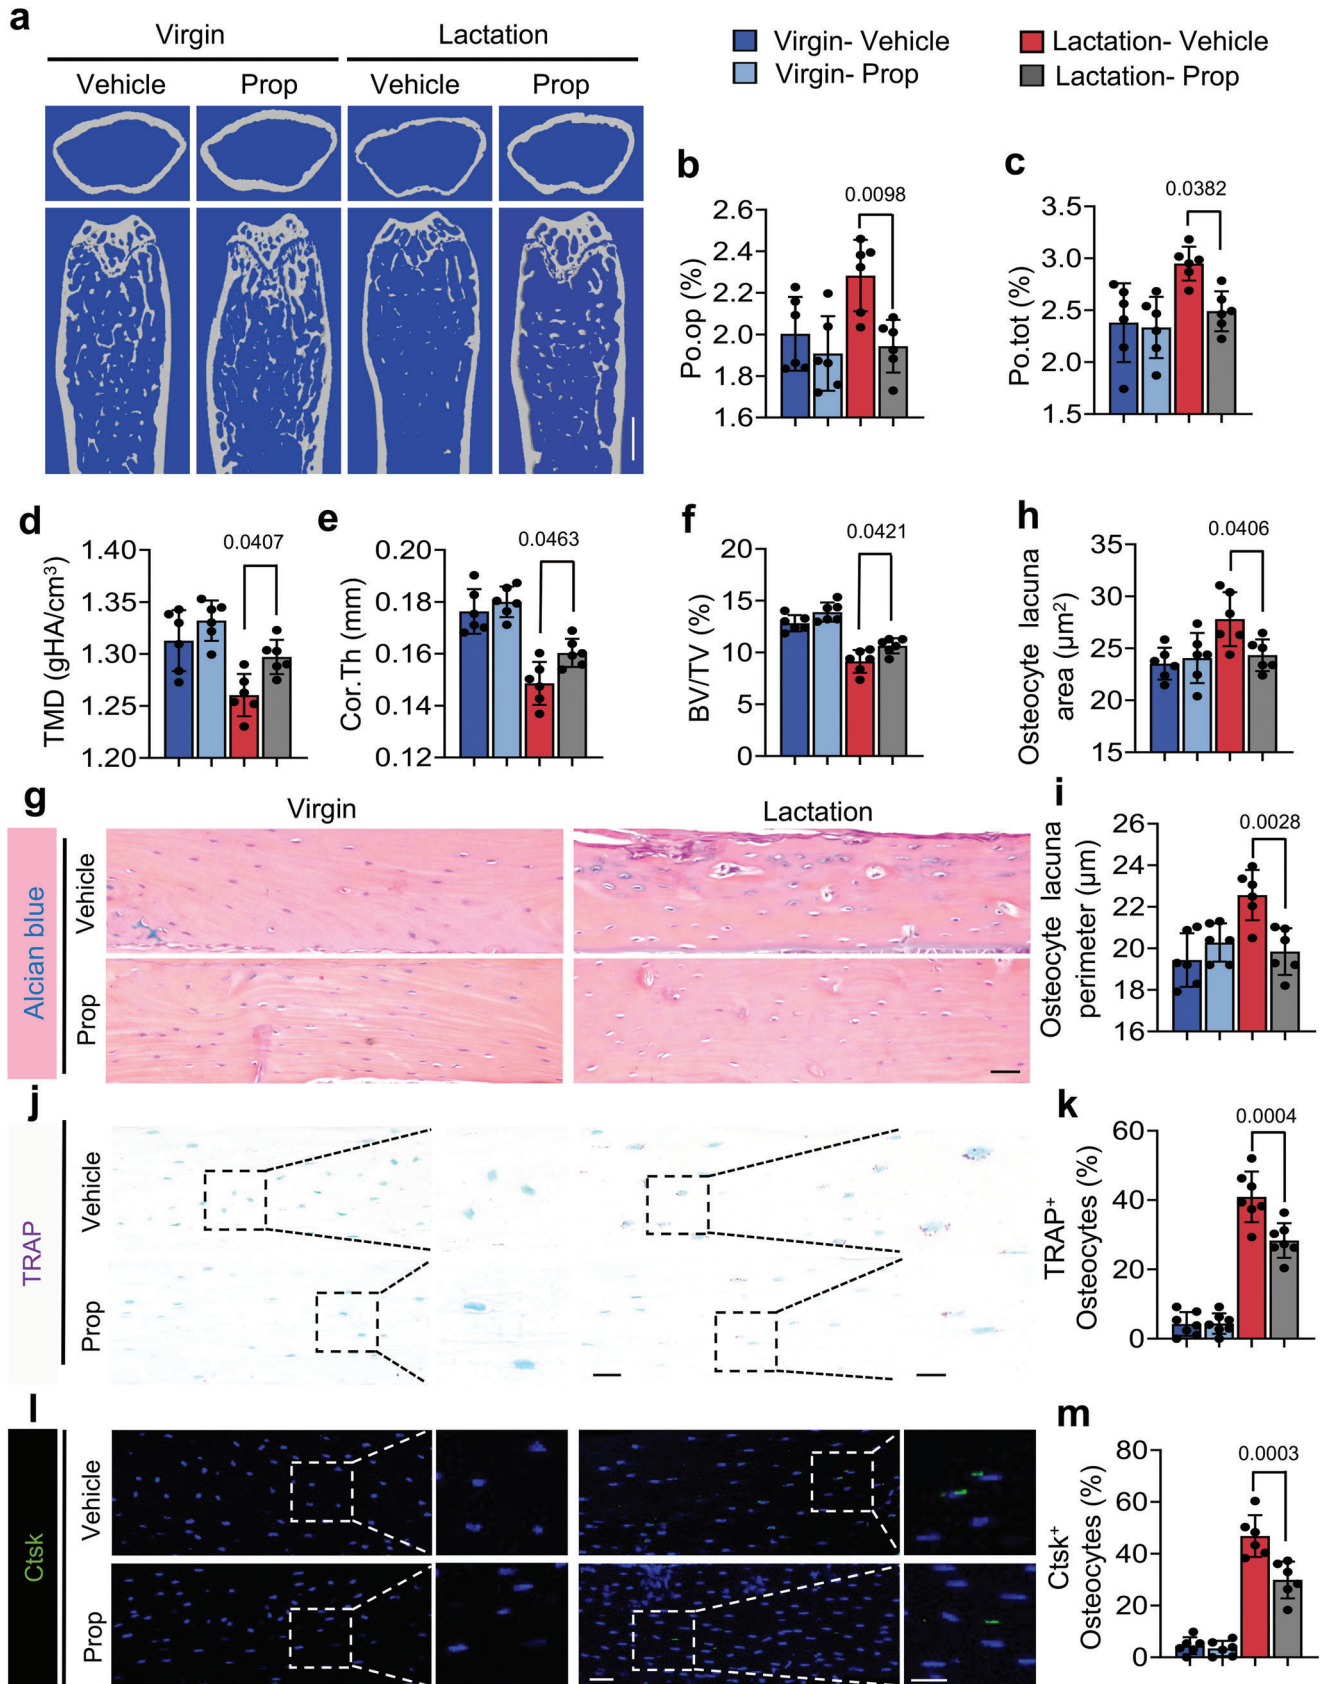 a
Virgin
Lactation
Vehicle
Prop
Vehicle
Prop
Virgin- Vehicle
Lactation- Vehicle
Virgin- Prop
Lactation- Prop
b
0.0098
Po.op (%)
2.6
2.4
2.2
2.0
1.8
1.6
c
0.0382
Po.tot (%)
3.5
3.0
2.5
2.0
1.5
d
0.0407
TMD (gHA/cm³)
1.40
1.35
1.30
1.25
1.20
e
0.0463
Cor.Th (mm)
0.20
0.18
0.16
0.14
0.12
f
0.0421
BV/TV (%)
20
15
10
5
0
h
0.0406
Osteocyte lacuna
area (µm²)
35
30
25
20
15
g
Virgin
Lactation
Alcian blue
Vehicle
Prop
i
0.0028
Osteocyte lacuna
perimeter (µm)
26
24
22
20
18
16
j
TRAP
Vehicle
Prop
k
0.0004
TRAP⁺
Osteocytes (%)
60
40
20
0
l
Ctsk
Vehicle
Prop
m
0.0003
Ctsk⁺
Osteocytes (%)
80
60
40
20
0